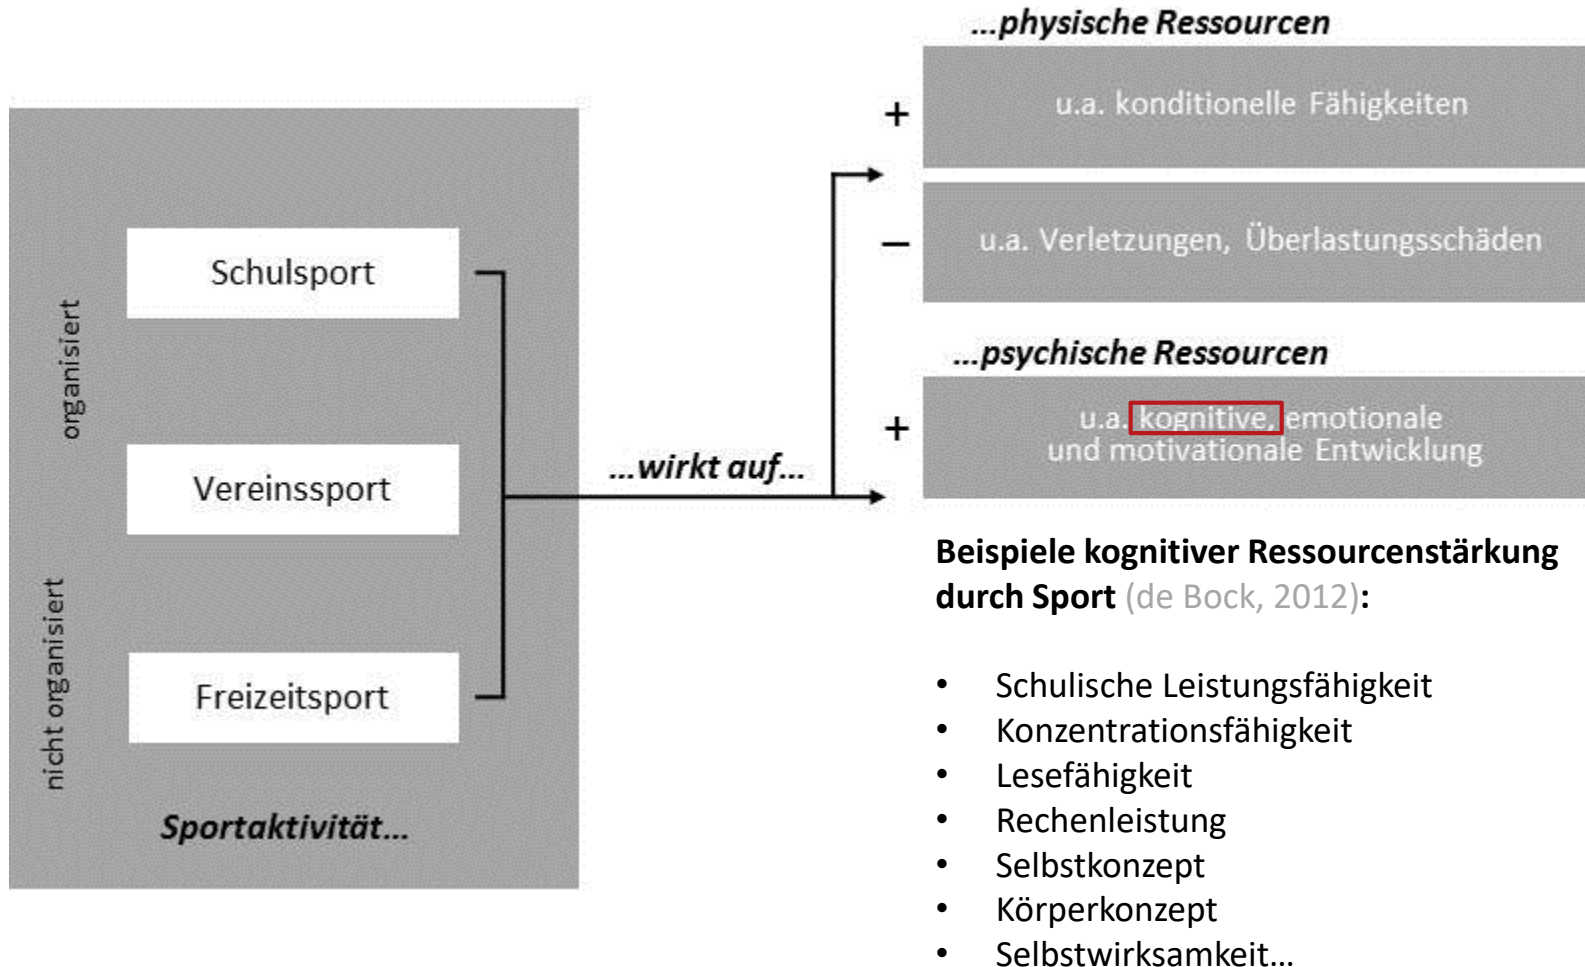 organisiert
nicht organisiert
Schulsport
Vereinssport
Freizeitsport
Sportaktivität...
...wirkt auf...
...physische Ressourcen
+
u.a. konditionelle Fähigkeiten
–
u.a. Verletzungen, Überlastungsschäden
...psychische Ressourcen
+
u.a. kognitive, emotionale
und motivationale Entwicklung
Beispiele kognitiver Ressourcenstärkung
durch Sport (de Bock, 2012):
• Schulische Leistungsfähigkeit
• Konzentrationsfähigkeit
• Lesefähigkeit
• Rechenleistung
• Selbstkonzept
• Körperkonzept
• Selbstwirksamkeit…